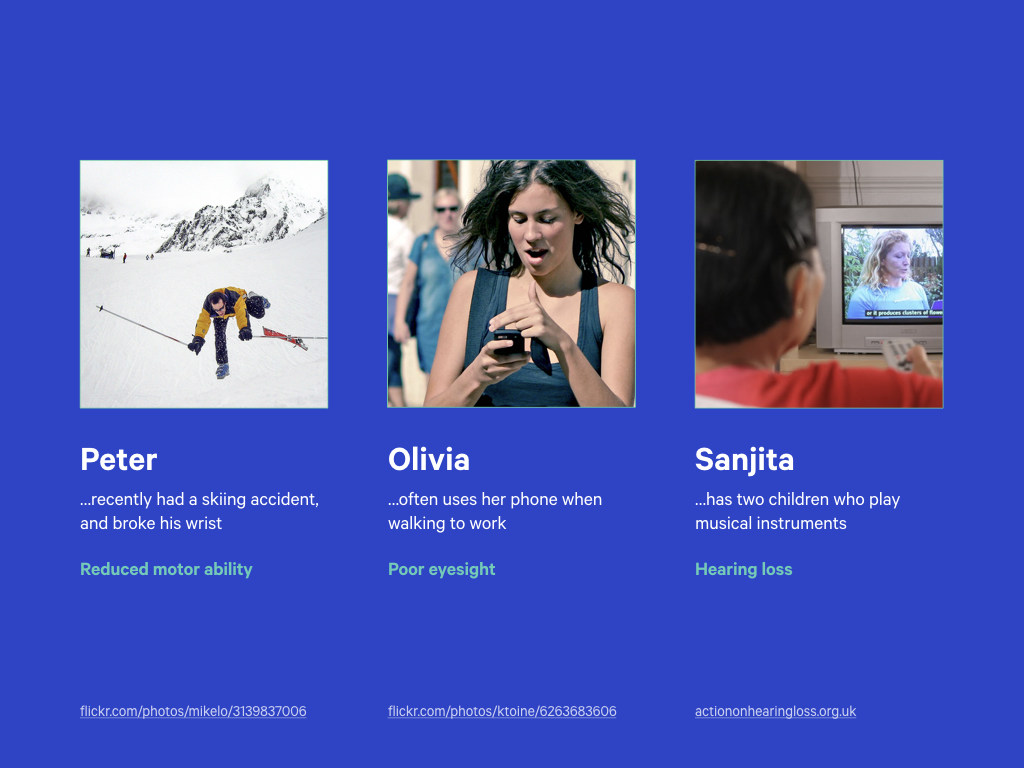 or it produces clusters of flow
Peter
...recently had a skiing accident,
and broke his wrist
Reduced motor ability
flickr.com/photos/mikelo/3139837006
Olivia
...often uses her phone when
walking to work
Poor eyesight
flickr.com/photos/ktoine/6263683606
Sanjita
...has two children who play
musical instruments
Hearing loss
actiononhearingloss.org.uk